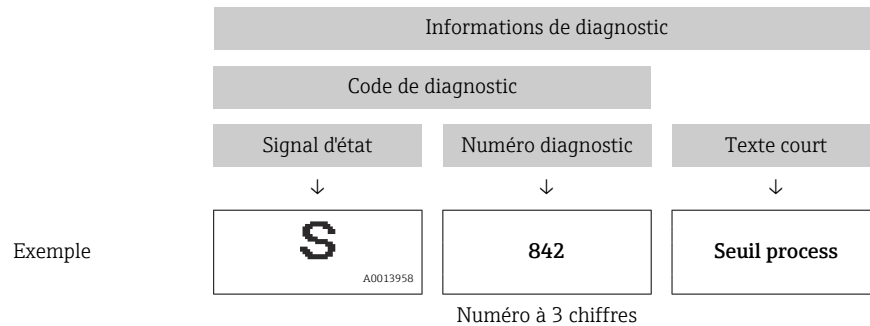 Informations de diagnostic
Code de diagnostic
Signal d'état Numéro diagnostic Texte court
↓ ↓ ↓
Exemple S 842 Seuil process
A0013958
Numéro à 3 chiffres